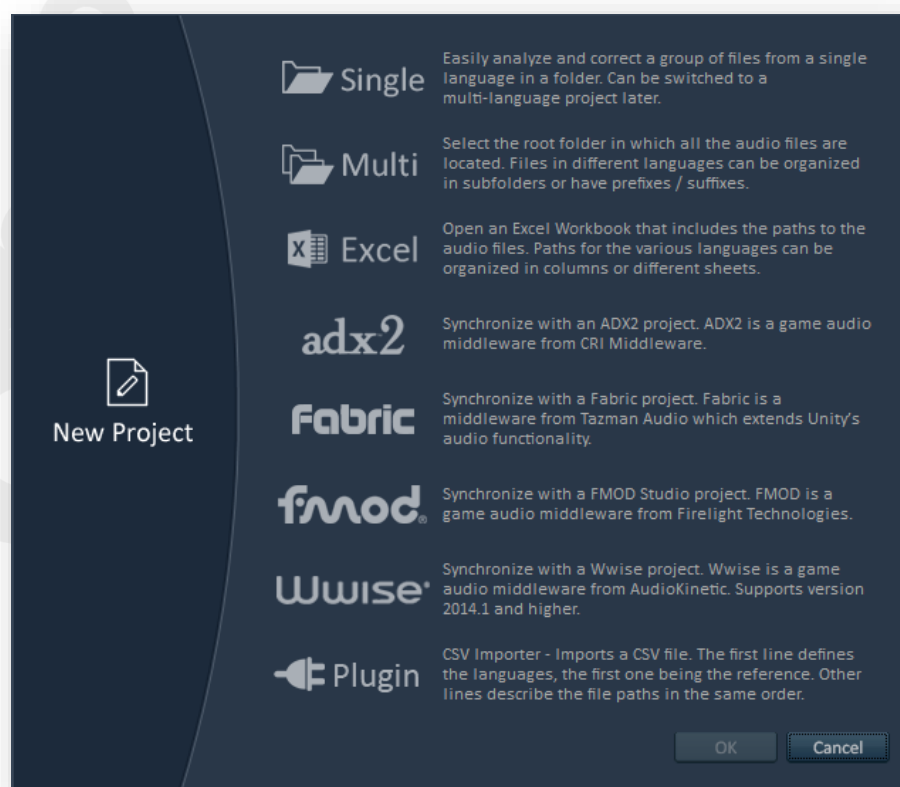 Single
Easily analyze and correct a group of files from a single
language in a folder. Can be switched to a
multi-language project later.
Multi
Select the root folder in which all the audio files are
located. Files in different languages can be organized
in subfolders or have prefixes / suffixes.
Excel
Open an Excel Workbook that includes the paths to the
audio files. Paths for the various languages can be
organized in columns or different sheets.
adx2
Synchronize with an ADX2 project. ADX2 is a game audio
middleware from CRI Middleware.
New Project
Fabric
Synchronize with a Fabric project. Fabric is a
middleware from Tazman Audio which extends Unity’s
audio functionality.
fmod®
Synchronize with a FMOD Studio project. FMOD is a
game audio middleware from Firelight Technologies.
Wwise
Synchronize with a Wwise project. Wwise is a game
audio middleware from AudioKinetic. Supports version
2014.1 and higher.
Plugin
CSV Importer - Imports a CSV file. The first line defines
the languages, the first one being the reference. Other
lines describe the file paths in the same order.
OK
Cancel